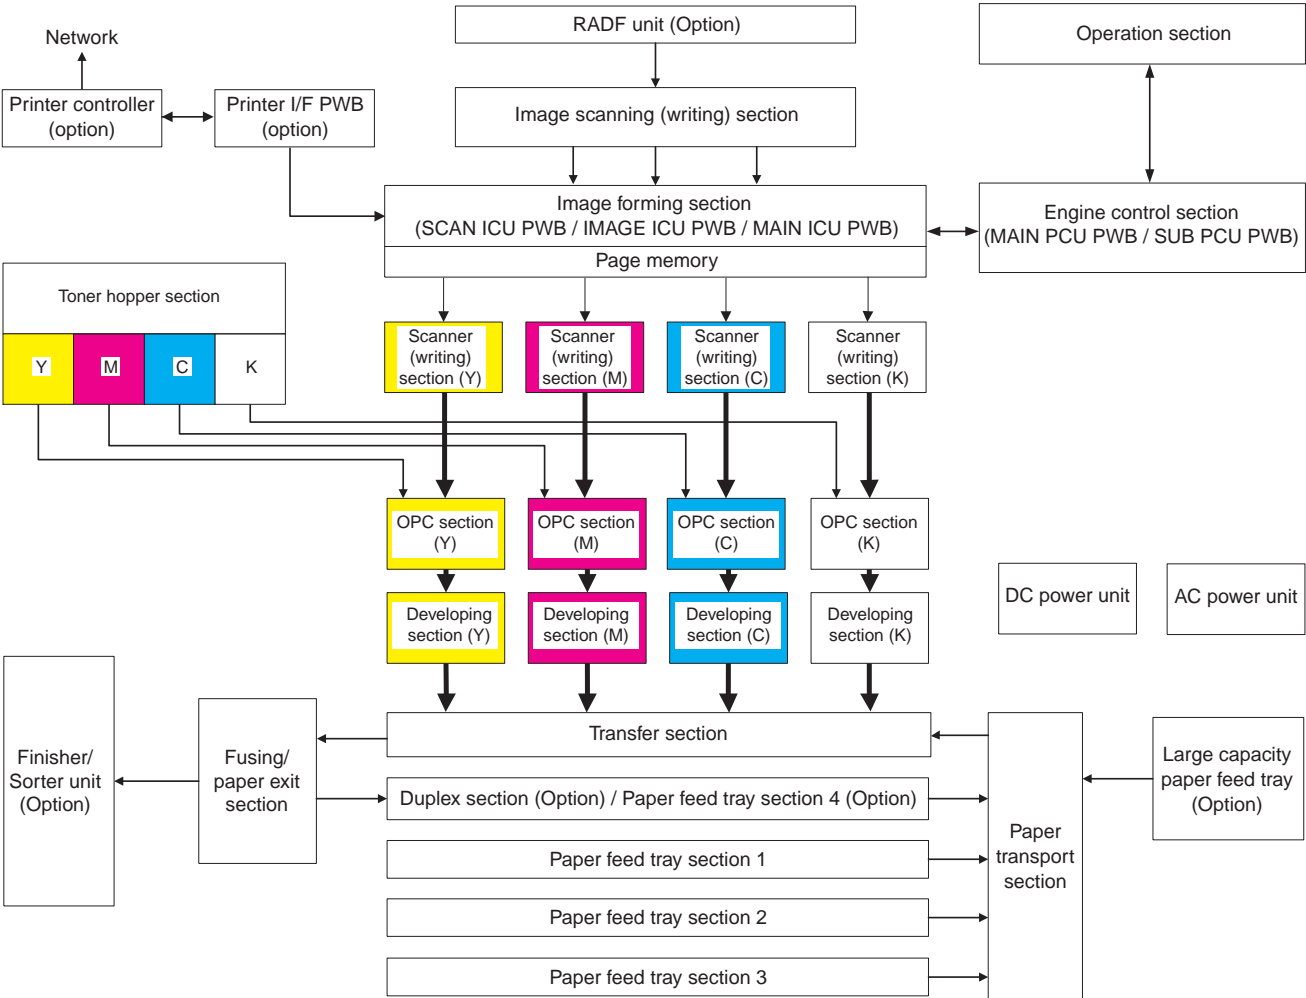 RADF unit (Option)
Network
Operation section
Printer controller
(option)
Printer I/F PWB
(option)
Image scanning (writing) section
Image forming section
(SCAN ICU PWB / IMAGE ICU PWB / MAIN ICU PWB)
Page memory
Engine control section
(MAIN PCU PWB / SUB PCU PWB)
Toner hopper section
Y
M
C
K
Scanner
(writing)
section (Y)
Scanner
(writing)
section (M)
Scanner
(writing)
section (C)
Scanner
(writing)
section (K)
OPC section
(Y)
OPC section
(M)
OPC section
(C)
OPC section
(K)
Developing
section (Y)
Developing
section (M)
Developing
section (C)
Developing
section (K)
DC power unit
AC power unit
Finisher/
Sorter unit
(Option)
Fusing/
paper exit
section
Transfer section
Duplex section (Option) / Paper feed tray section 4 (Option)
Paper feed tray section 1
Paper feed tray section 2
Paper feed tray section 3
Paper
transport
section
Large capacity
paper feed tray
(Option)